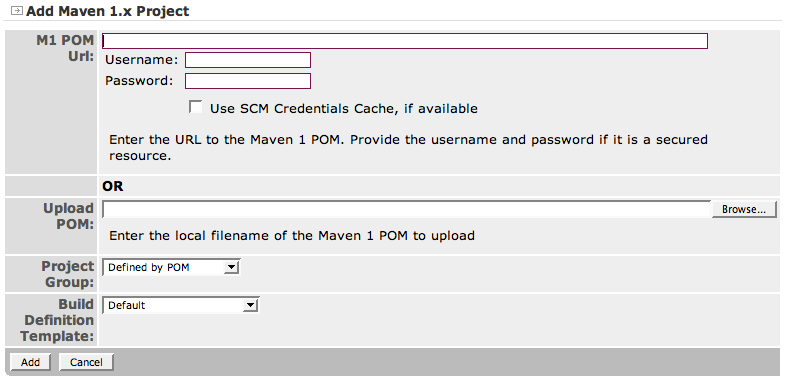 Add Maven 1.x Project
M1 POM Url:
Username:
Password:
Use SCM Credentials Cache, if available
Enter the URL to the Maven 1 POM. Provide the username and password if it is a secured
resource.
OR
Upload POM:
Browse...
Enter the local filename of the Maven 1 POM to upload
Project Group:
Defined by POM
Build Definition Template:
Default
Add
Cancel